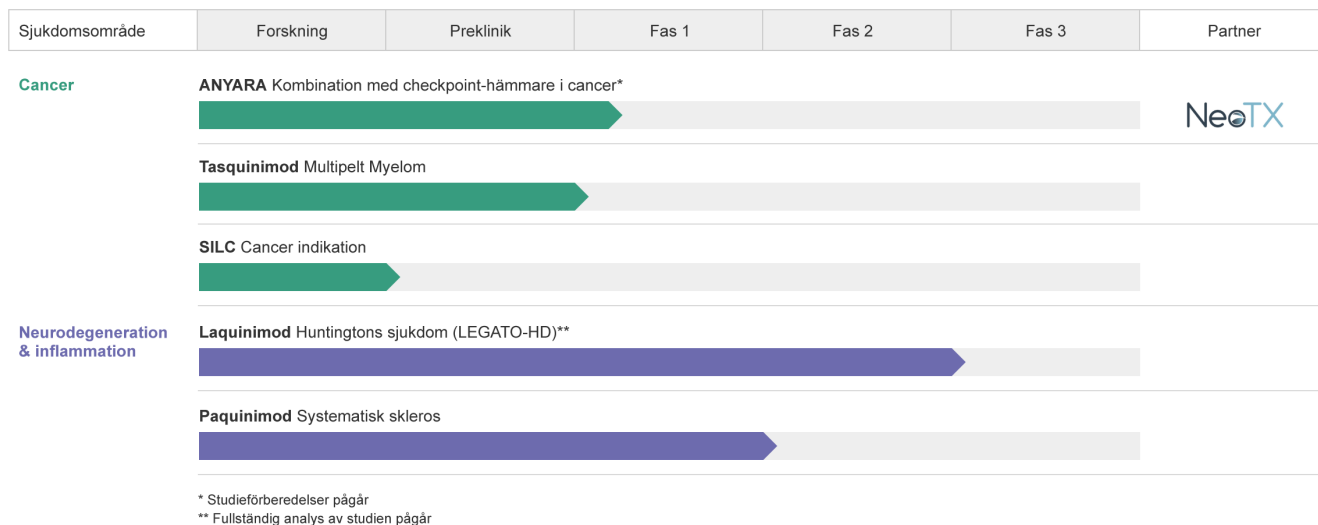 Sjukdomsområde Forskning Preklinik Fas 1 Fas 2 Fas 3 Partner
Cancer
ANYARA Kombination med checkpoint-hämmare i cancer*
NeoTX
Tasquinimod Multipelt Myelom
SILC Cancer indikation
Neurodegeneration
& inflammation
Laquinimod Huntingtons sjukdom (LEGATO-HD)**
Paquinimod Systematisk skleros
* Studieförberedelser pågår
** Fullständig analys av studien pågår